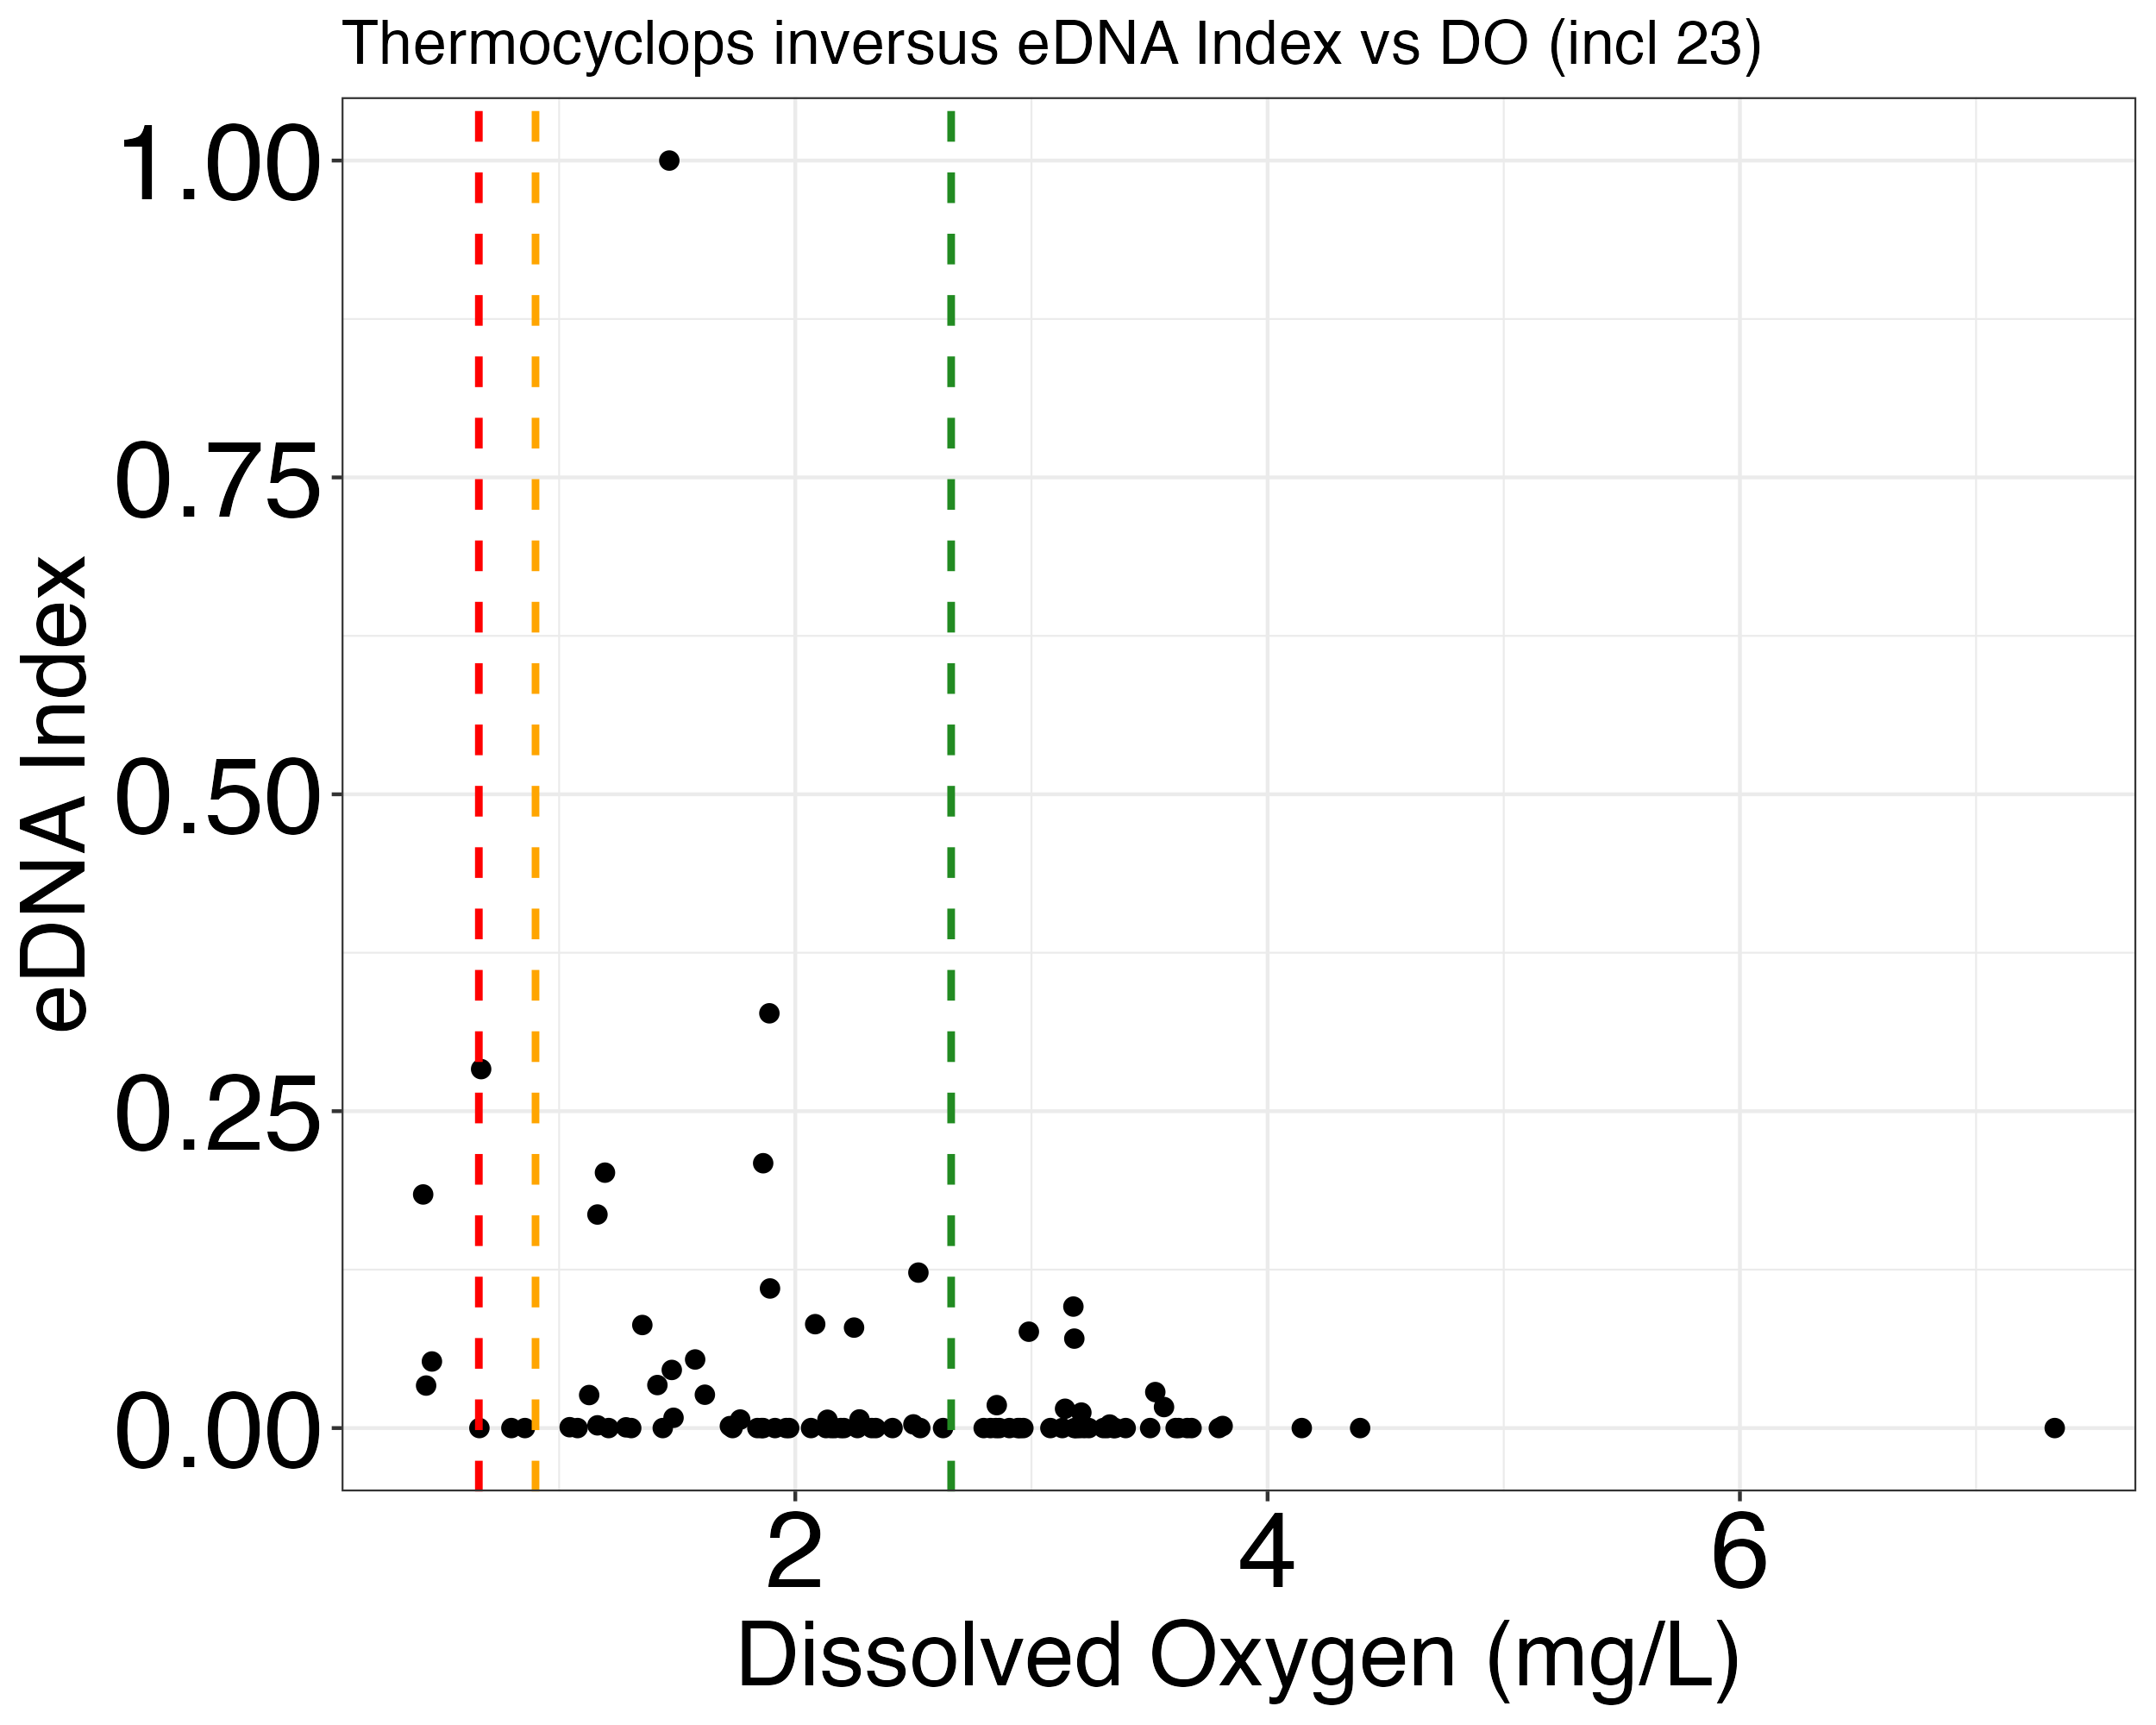 Thermocyclops inversus eDNA Index vs DO (incl 23)
1.00
0.75
0.50
0.25
0.00
eDNA Index
2 4 6
Dissolved Oxygen (mg/L)